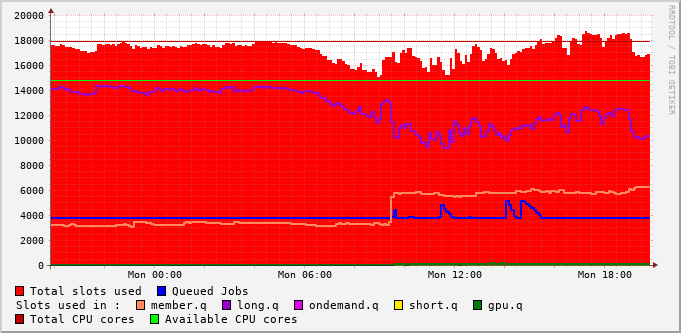 20000
18000
16000
14000
12000
10000
8000
6000
4000
2000
0
Mon 00:00 Mon 06:00 Mon 12:00 Mon 18:00
Total slots used Queued Jobs
Slots used in : member.q long.q ondemand.q short.q gpu.q
Total CPU cores Available CPU cores
RRDTOOL / TOBI OETIKER